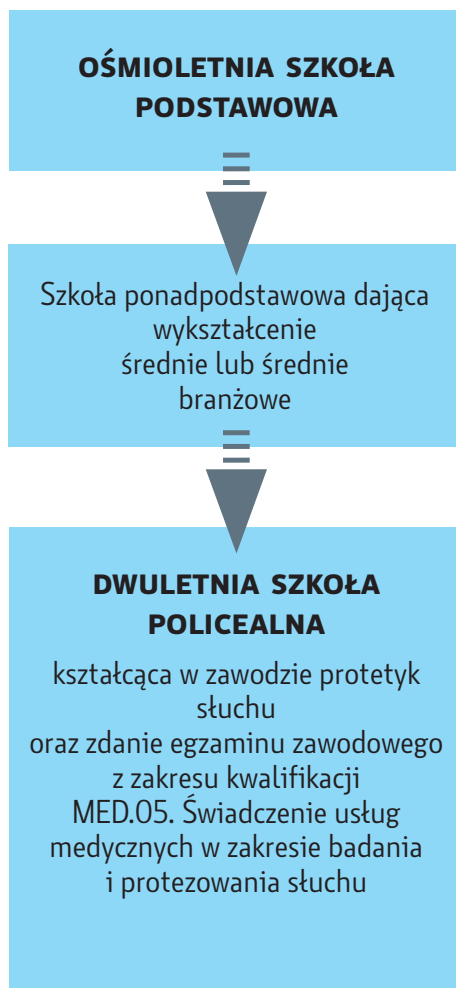 OŚMIOLETNIA SZKOŁA
PODSTAWOWA
Szkoła ponadpodstawowa dająca
wykształcenie
średnie lub średnie
branżowe
DWULETNIA SZKOŁA
POLICEALNA
kształcąca w zawodzie protetyk
słuchu
oraz zdanie egzaminu zawodowego
z zakresu kwalifikacji
MED.05. Świadczenie usług
medycznych w zakresie badania
i protezowania słuchu